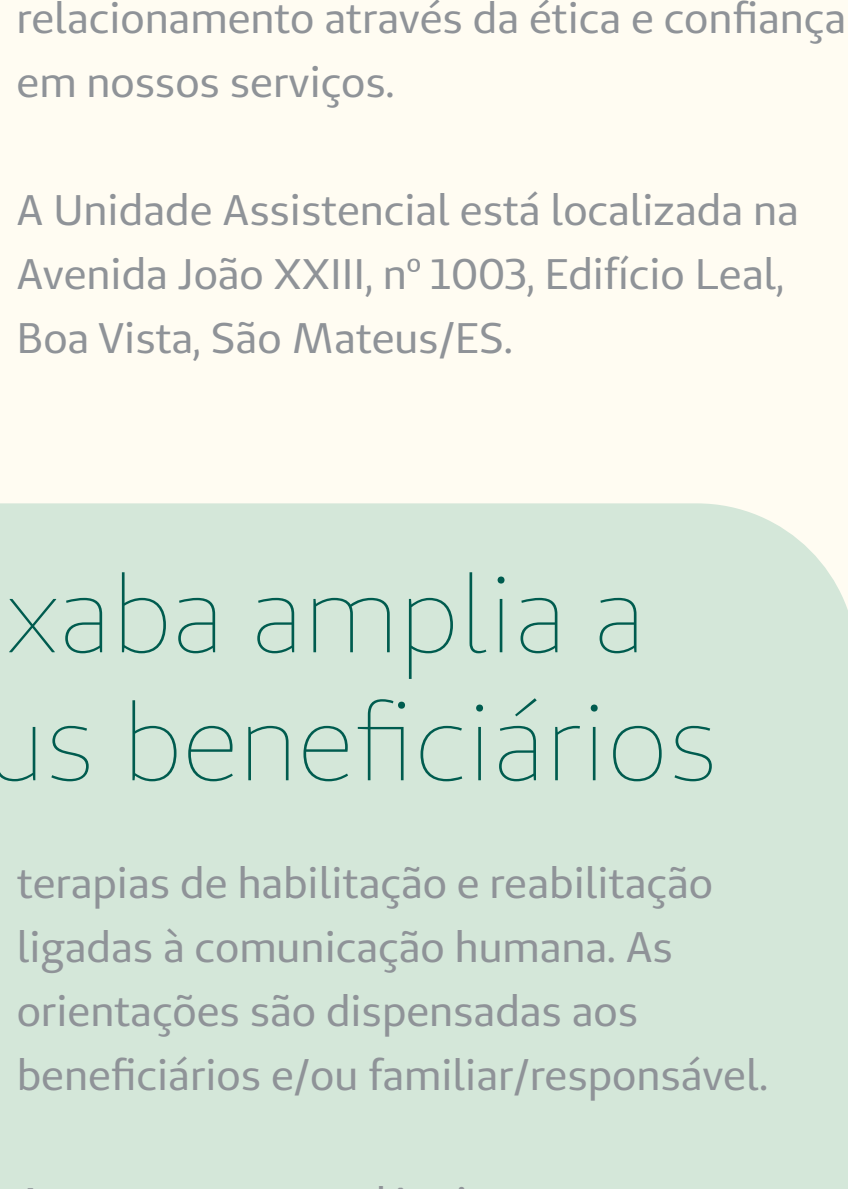 relacionamento através da ética e confiança
em nossos serviços.
A Unidade Assistencial está localizada na
Avenida João XXIII, nº 1003, Edifício Leal,
Boa Vista, São Mateus/ES.
xaba amplia a
us beneficiários
terapias de habilitação e reabilitação
ligadas à comunicação humana. As
orientações são dispensadas aos
beneficiários e/ou familiar/responsável.